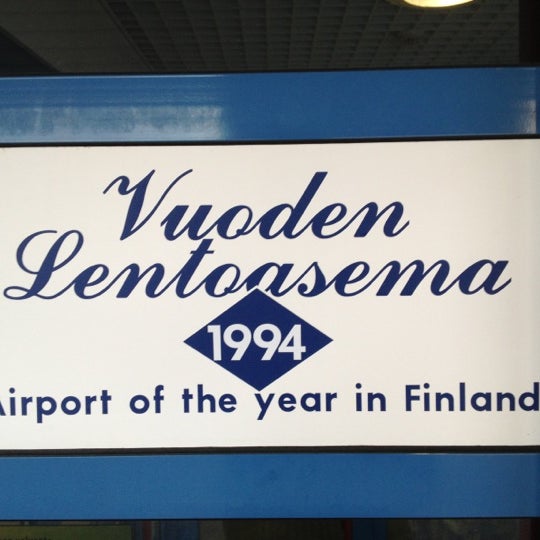 Vuoden
Lentoasema
1994
Airport of the year in Finland